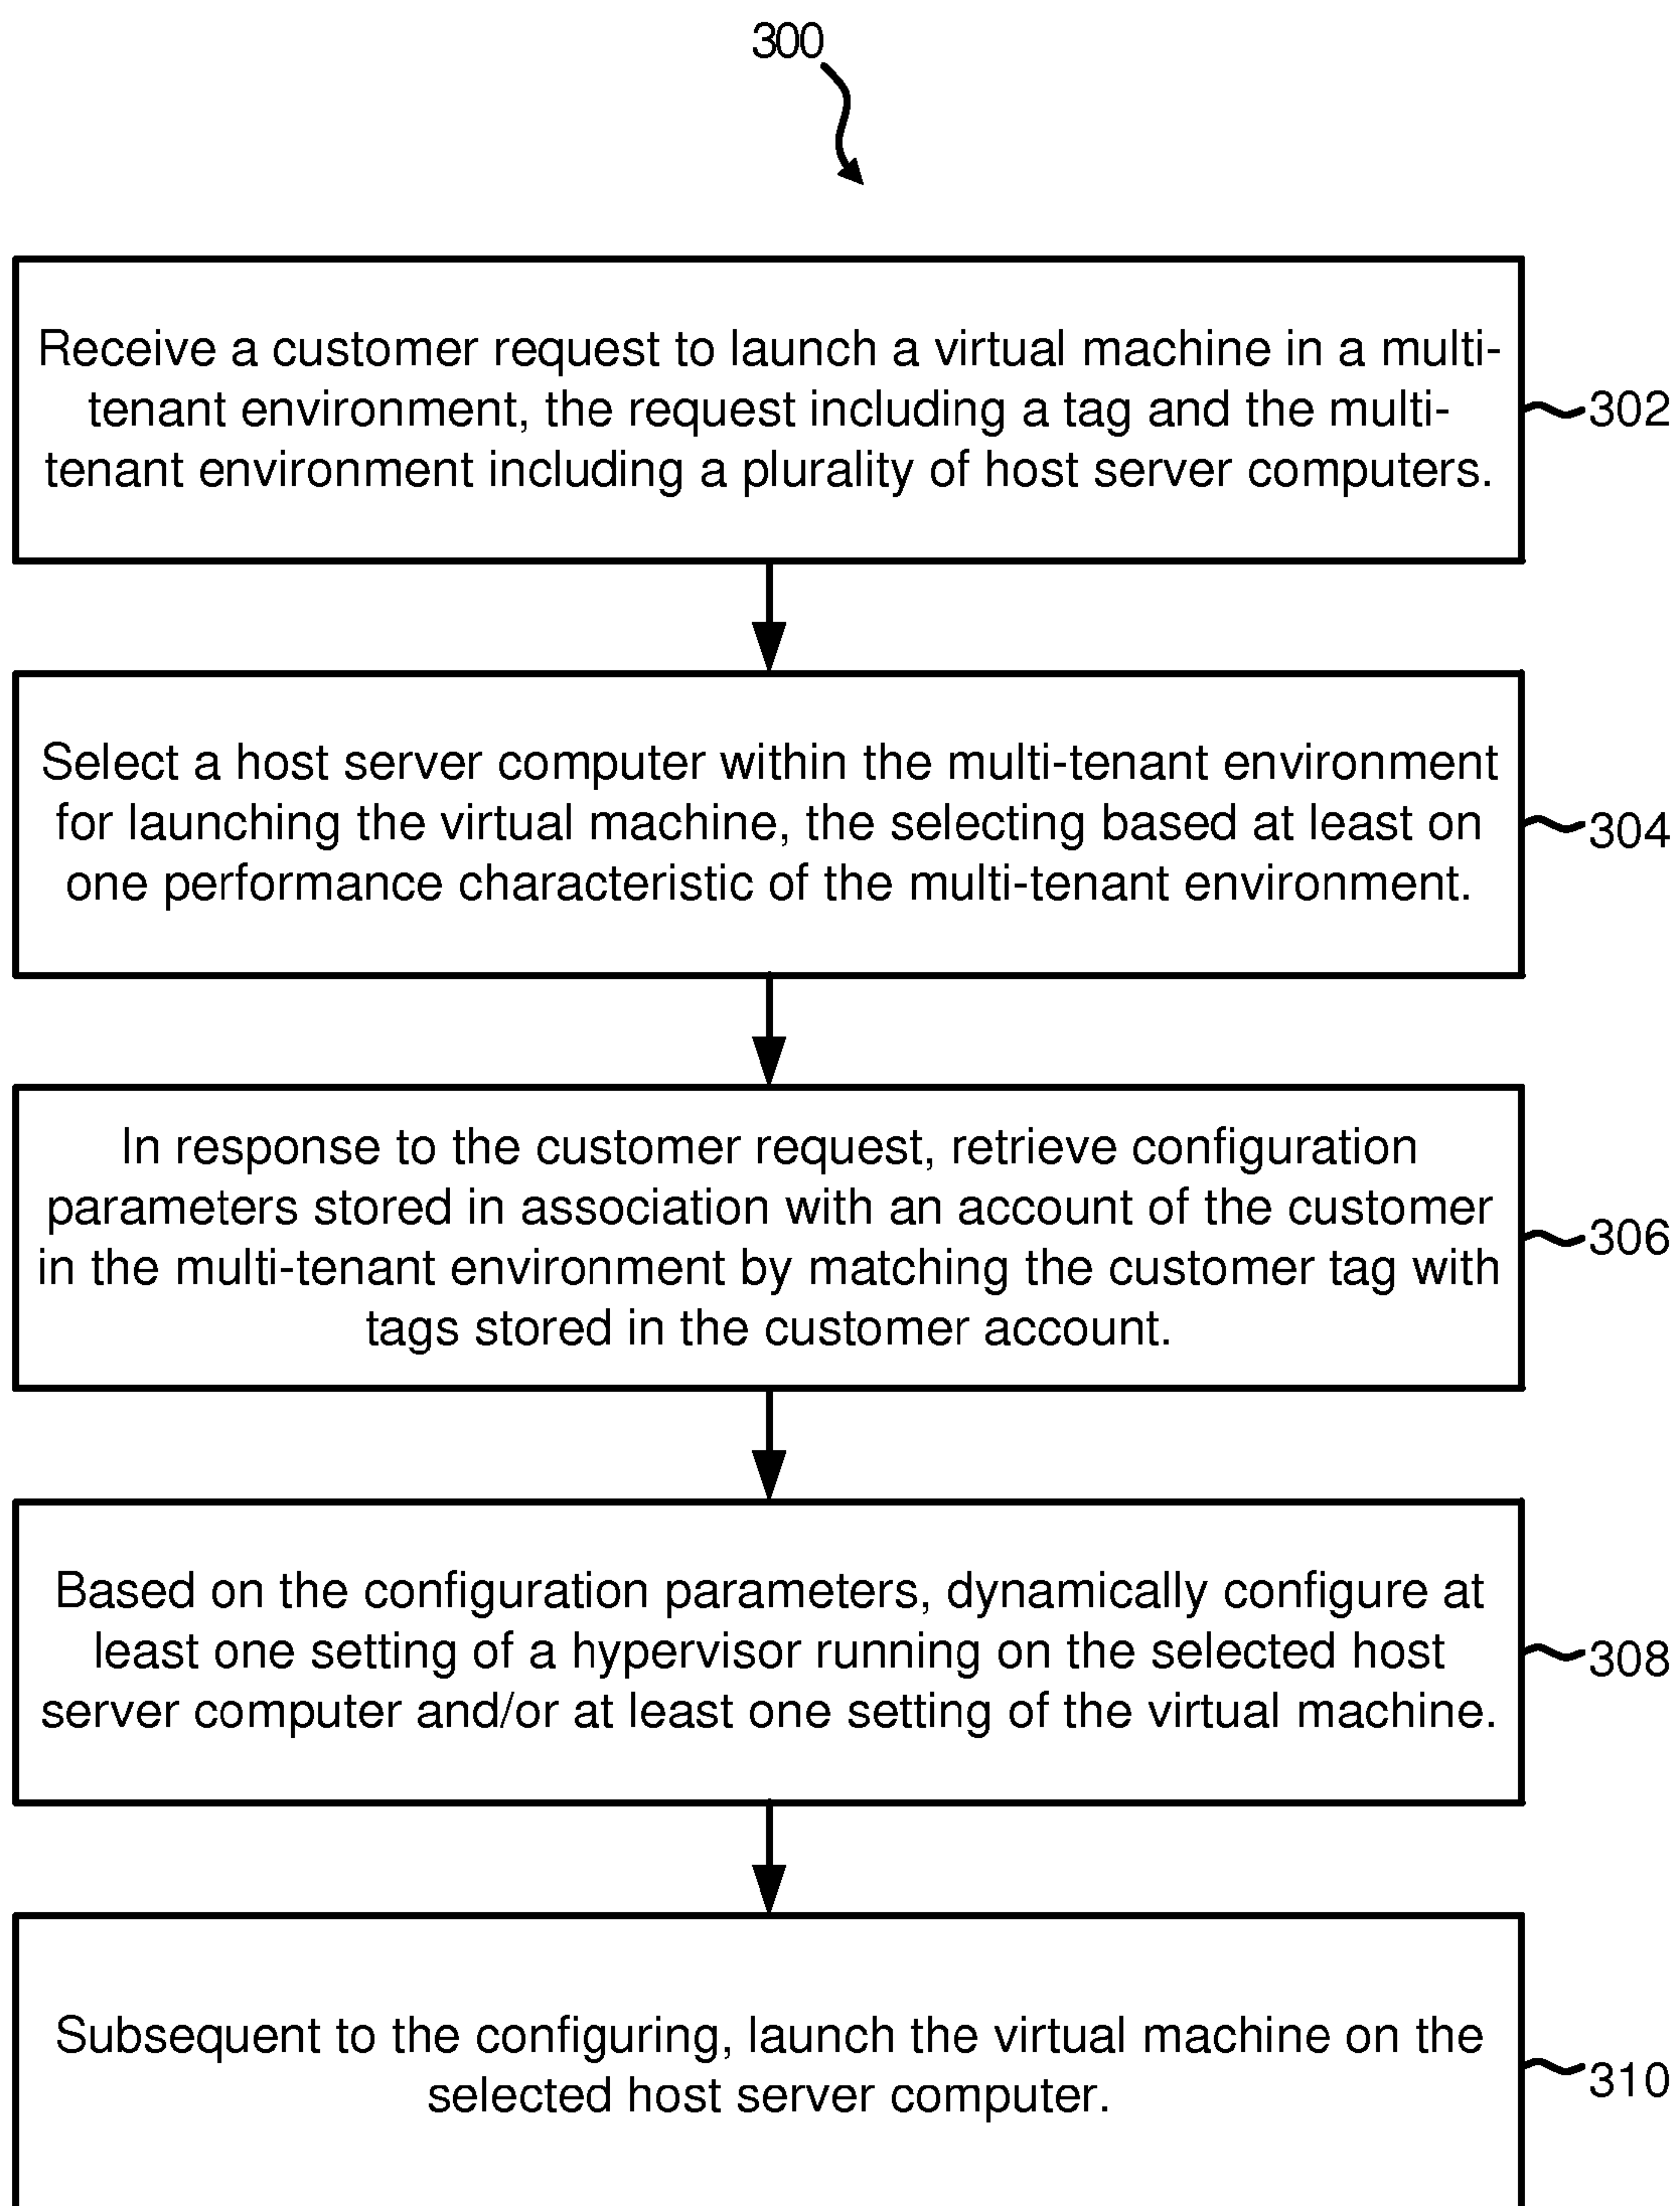 300
Receive a customer request to launch a virtual machine in a multi-
tenant environment, the request including a tag and the multi-
tenant environment including a plurality of host server computers.
302
Select a host server computer within the multi-tenant environment
for launching the virtual machine, the selecting based at least on
one performance characteristic of the multi-tenant environment.
304
In response to the customer request, retrieve configuration
parameters stored in association with an account of the customer
in the multi-tenant environment by matching the customer tag with
tags stored in the customer account.
306
Based on the configuration parameters, dynamically configure at
least one setting of a hypervisor running on the selected host
server computer and/or at least one setting of the virtual machine.
308
Subsequent to the configuring, launch the virtual machine on the
selected host server computer.
310